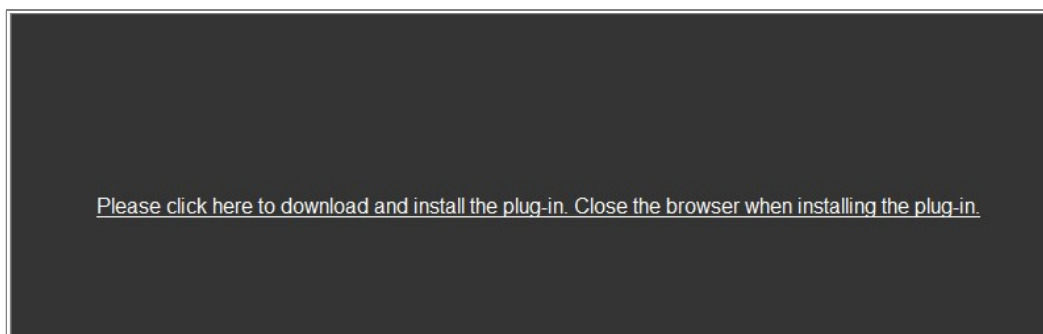 Please click here to download and install the plug-in. Close the browser when installing the plug-in.